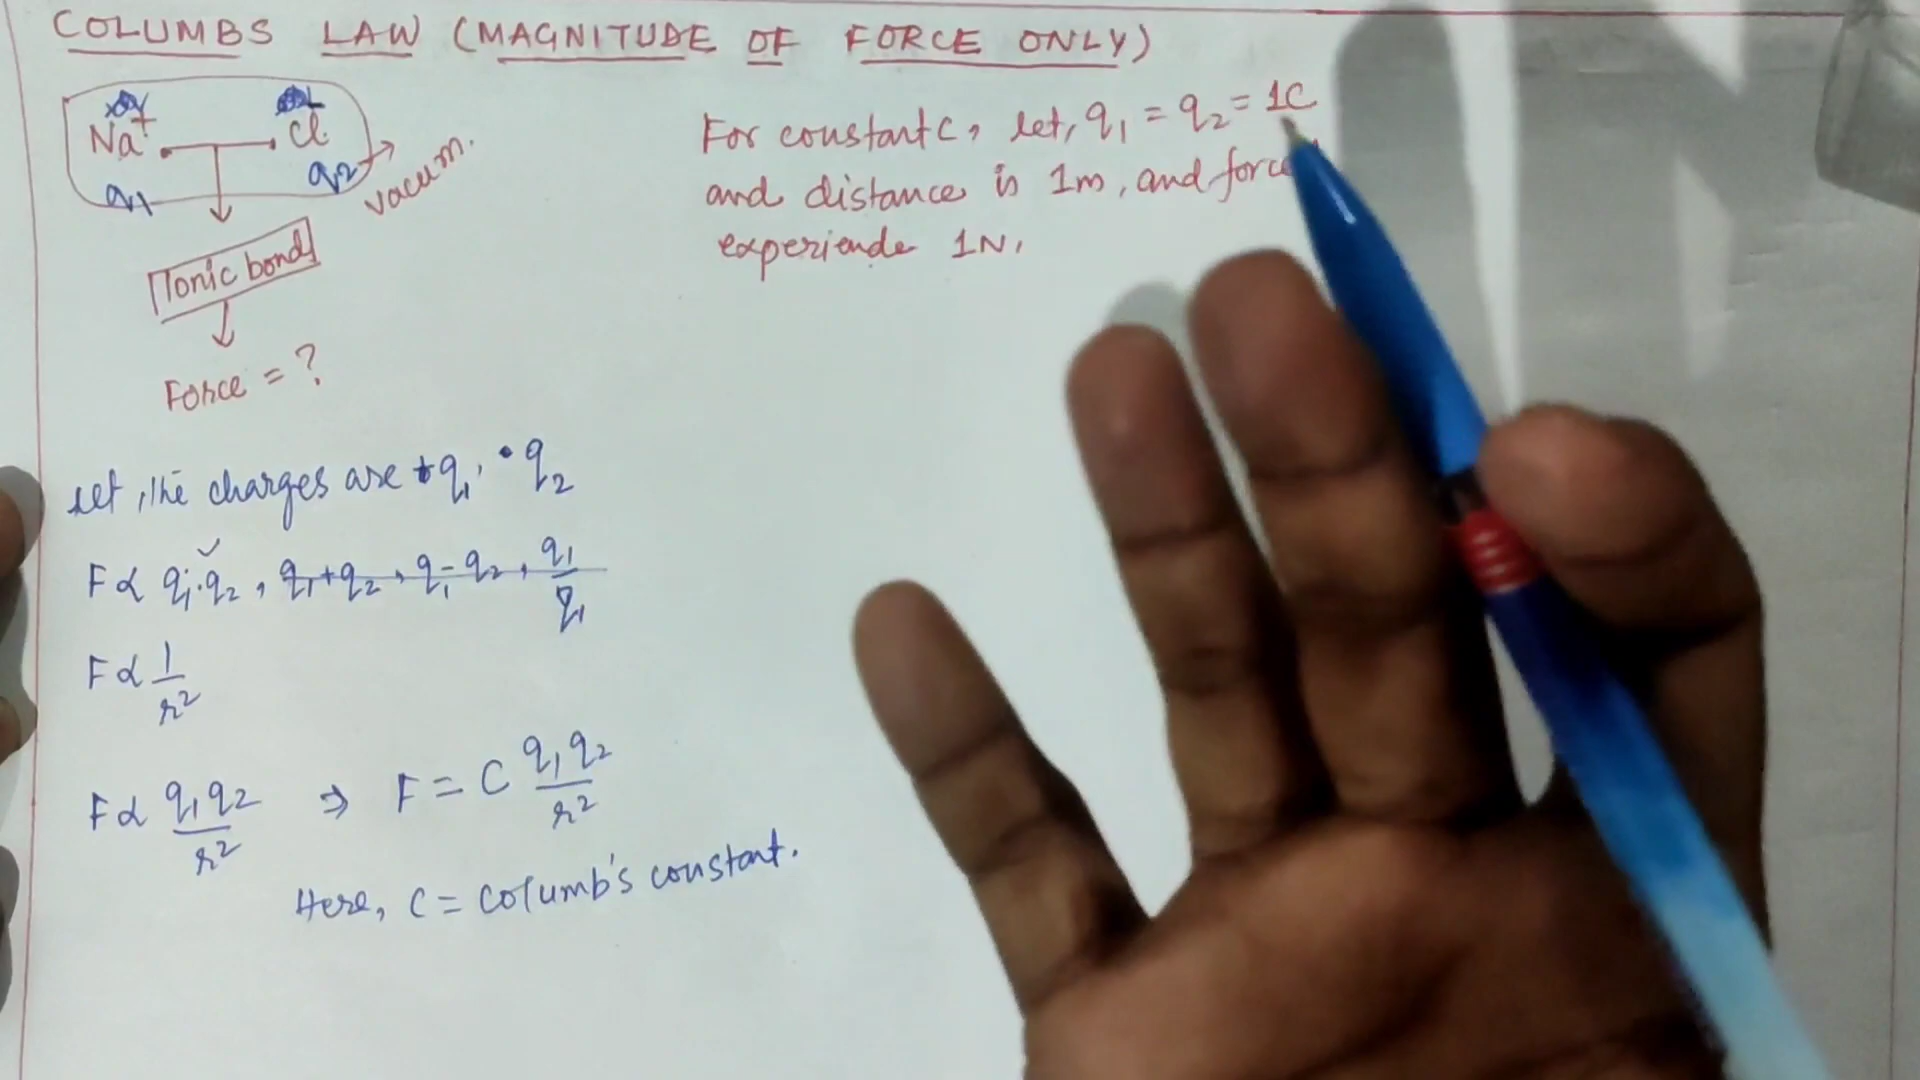 COLUMBS LAW (MAGNITUDE OF FORCE ONLY)
Na+ Cl
q1 q2
vacum.
Ionic bond
Force = ?
For constant C, let, q1 = q2 = 1C
and distance is 1m, and force
experiende 1N.
Let, the charges are q1 · q2
F∝ q1·q2, q1+q2, q1-q2, q1/q1
F∝ 1/r²
F∝ q1q2/r² ⇒ F = C q1q2/r²
Here, C = Columb's constant.